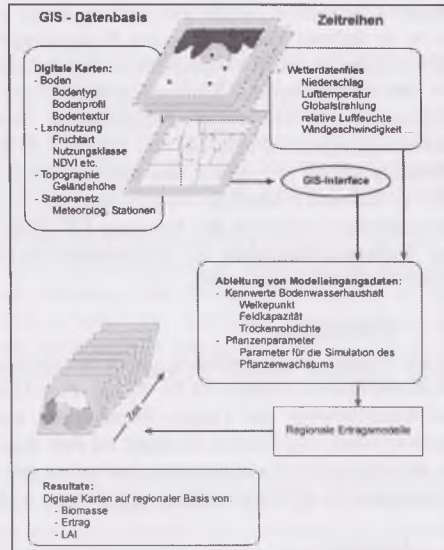 GIS - Datenbasis
Zeitreihen
Digitale Karten:
- Boden
Bodentyp
Bodenprofil
Bodentextur
- Landnutzung
Fruchtart
Nutzungsklasse
NDVI etc.
- Topographie
Geländehöhe
- Stationsnetz
Meteorolog. Stationen
- Wetterdatenfiles
Niederschlag
Lufttemperatur
Globalstrahlung
relative Luftfeuchte
Windgeschwindigkeit ...
GIS-Interface
Ableitung von Modelleingangsdaten:
- Kennwerte Bodenwasserhaushalt
Welkepunkt
Feldkapazität
Trockenrohdichte
- Pflanzenparameter
Parameter für die Simulation des
Pflanzenwachstums
Zeit
Regionale Ertragsmodelle
Resultate:
Digitale Karten auf regionaler Basis von:
- Biomasse
- Ertrag
- LAI